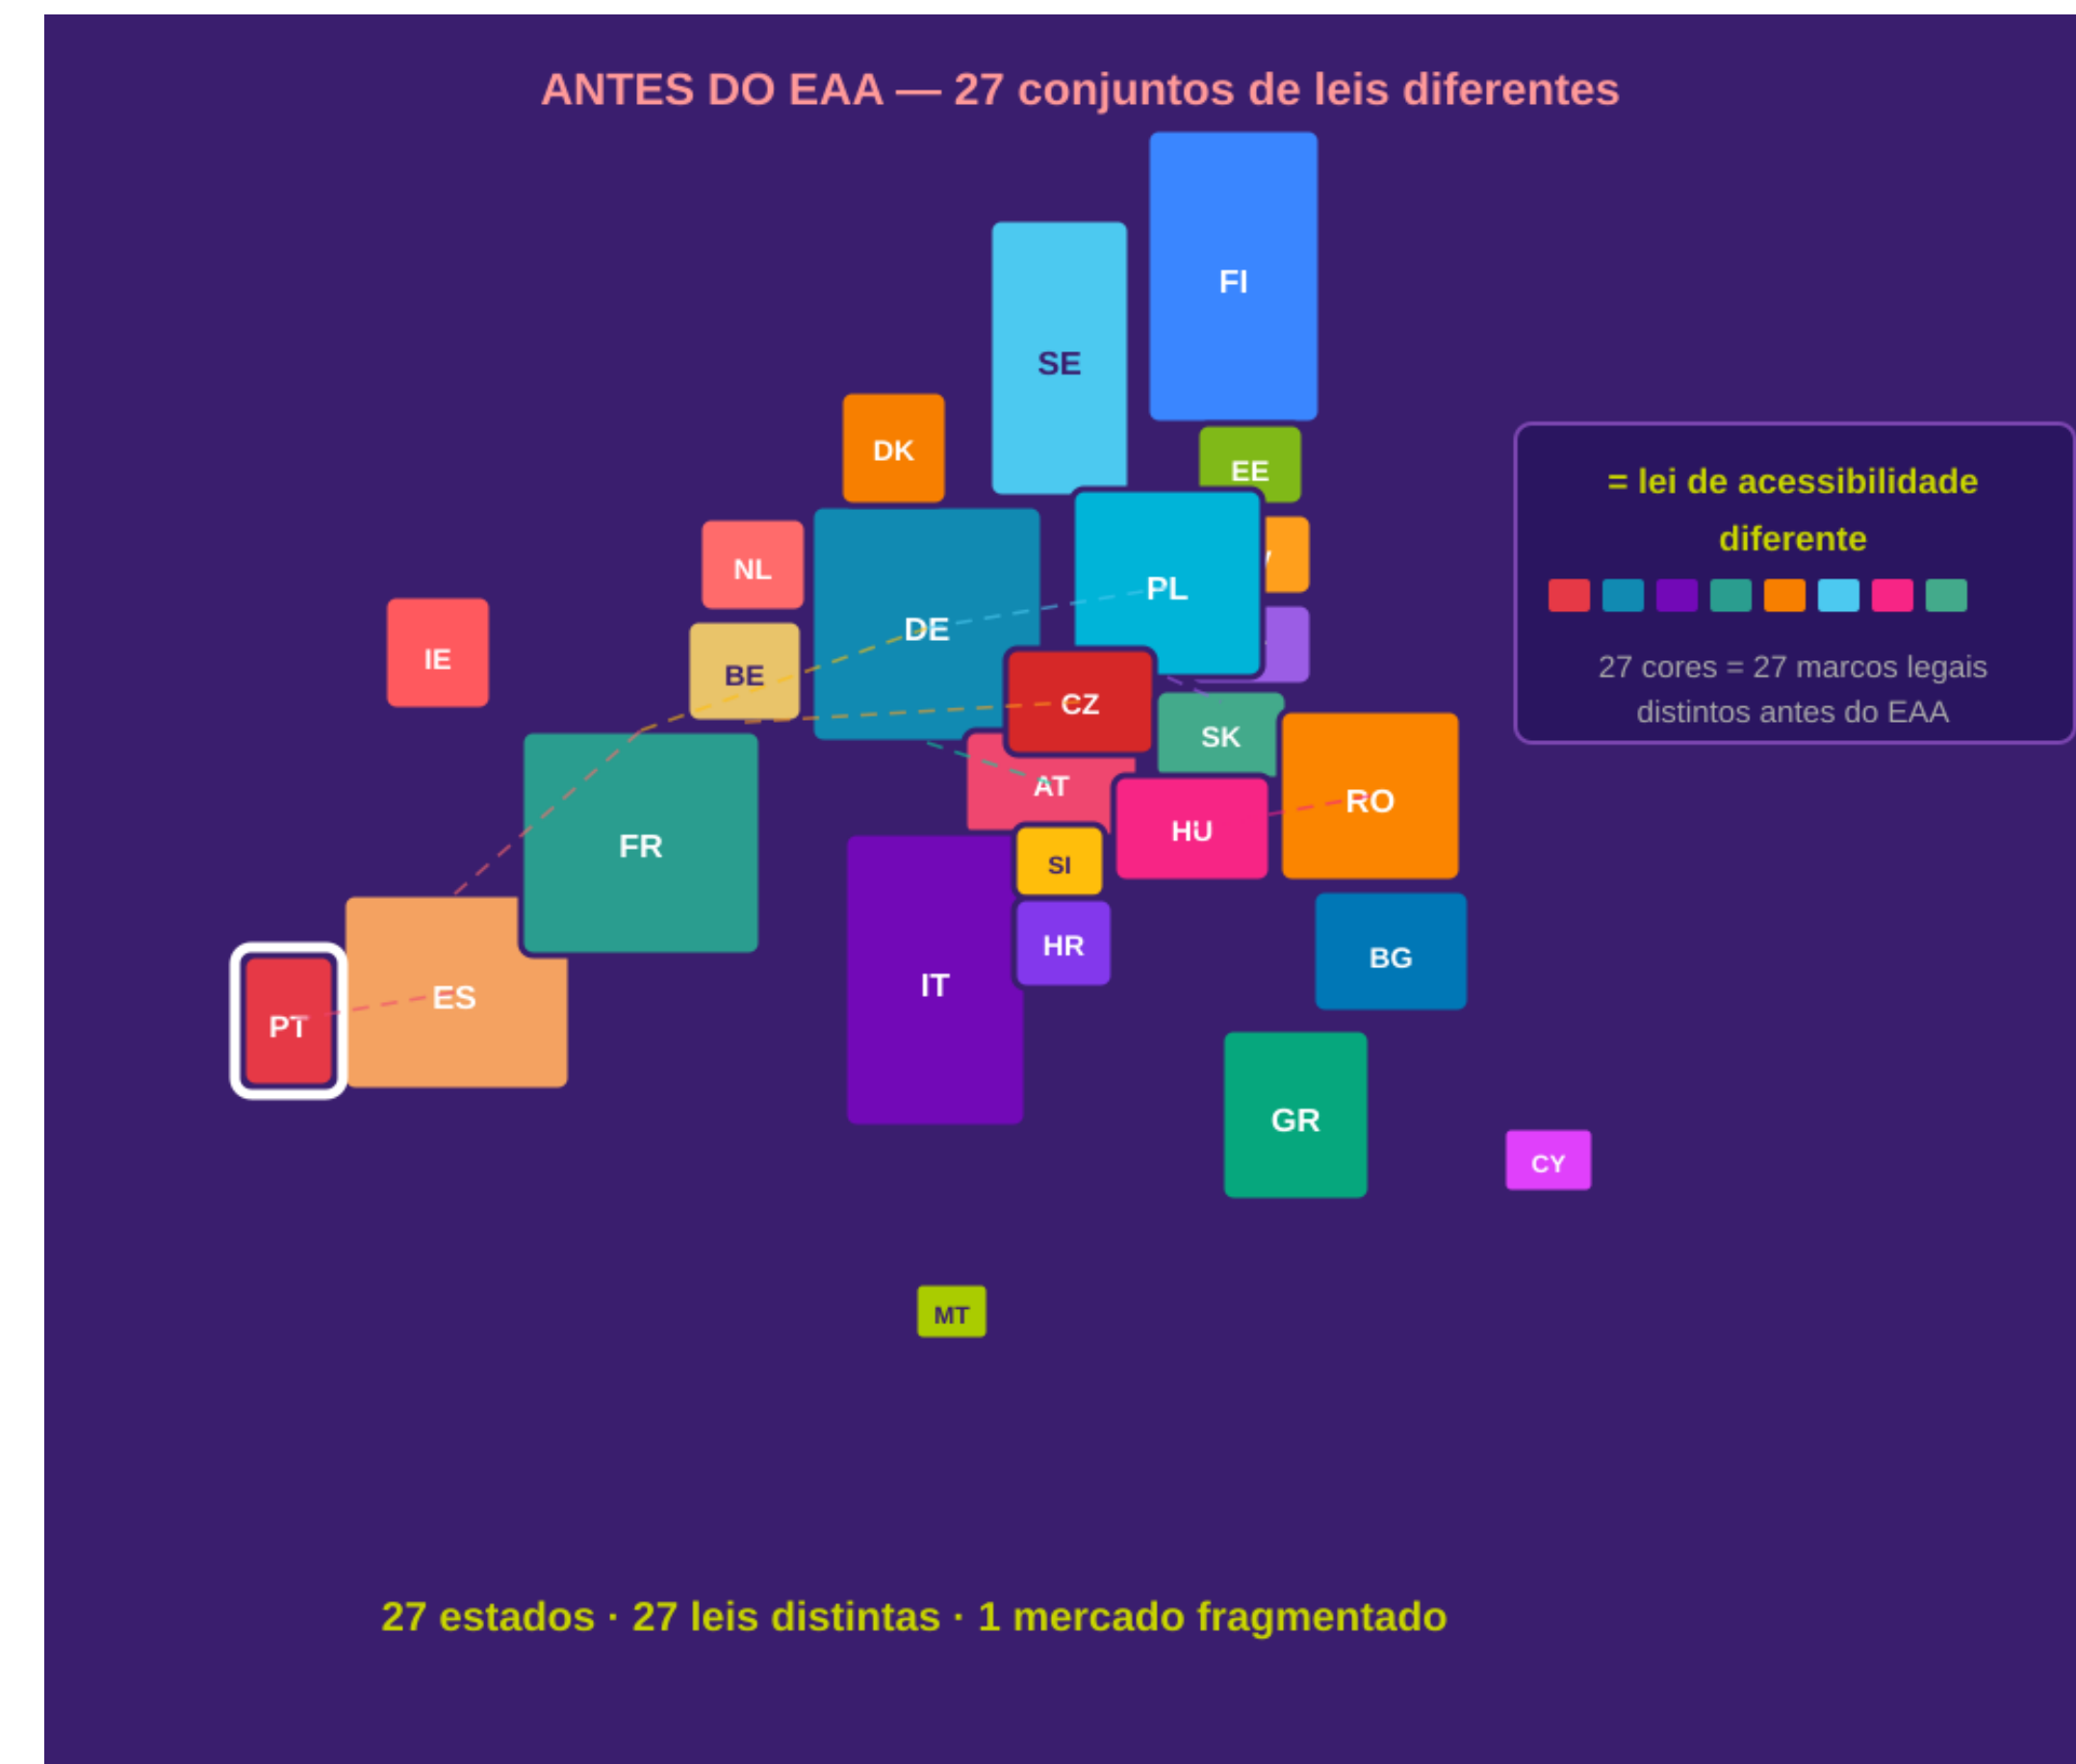 ANTES DO EAA — 27 conjuntos de leis diferentes
FI
SE
DK
EE
= lei de acessibilidade
diferente
NL
PL
DE
IE
BE
27 cores = 27 marcos legais
distintos antes do EAA
CZ
SK
AT
RO
FR
HU
SI
HR
BG
IT
ES
PT
GR
CY
MT
27 estados · 27 leis distintas · 1 mercado fragmentado